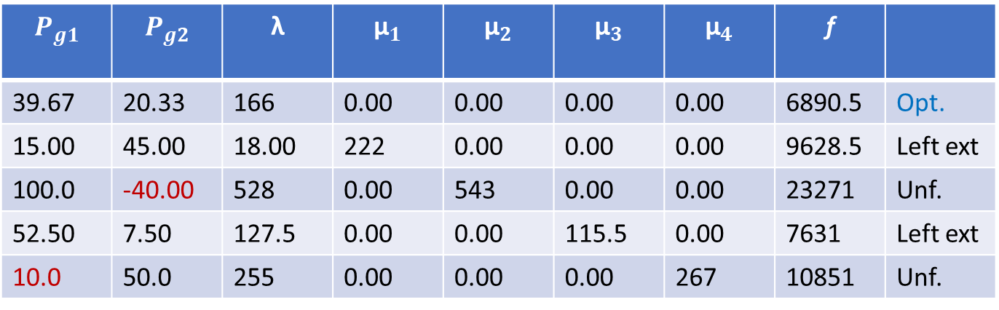 P_g1 P_g2 λ μ₁ μ₂ μ₃ μ₄ f
39.67 20.33 166 0.00 0.00 0.00 0.00 6890.5 Opt.
15.00 45.00 18.00 222 0.00 0.00 0.00 9628.5 Left ext
100.0 -40.00 528 0.00 543 0.00 0.00 23271 Unf.
52.50 7.50 127.5 0.00 0.00 115.5 0.00 7631 Left ext
10.0 50.0 255 0.00 0.00 0.00 267 10851 Unf.